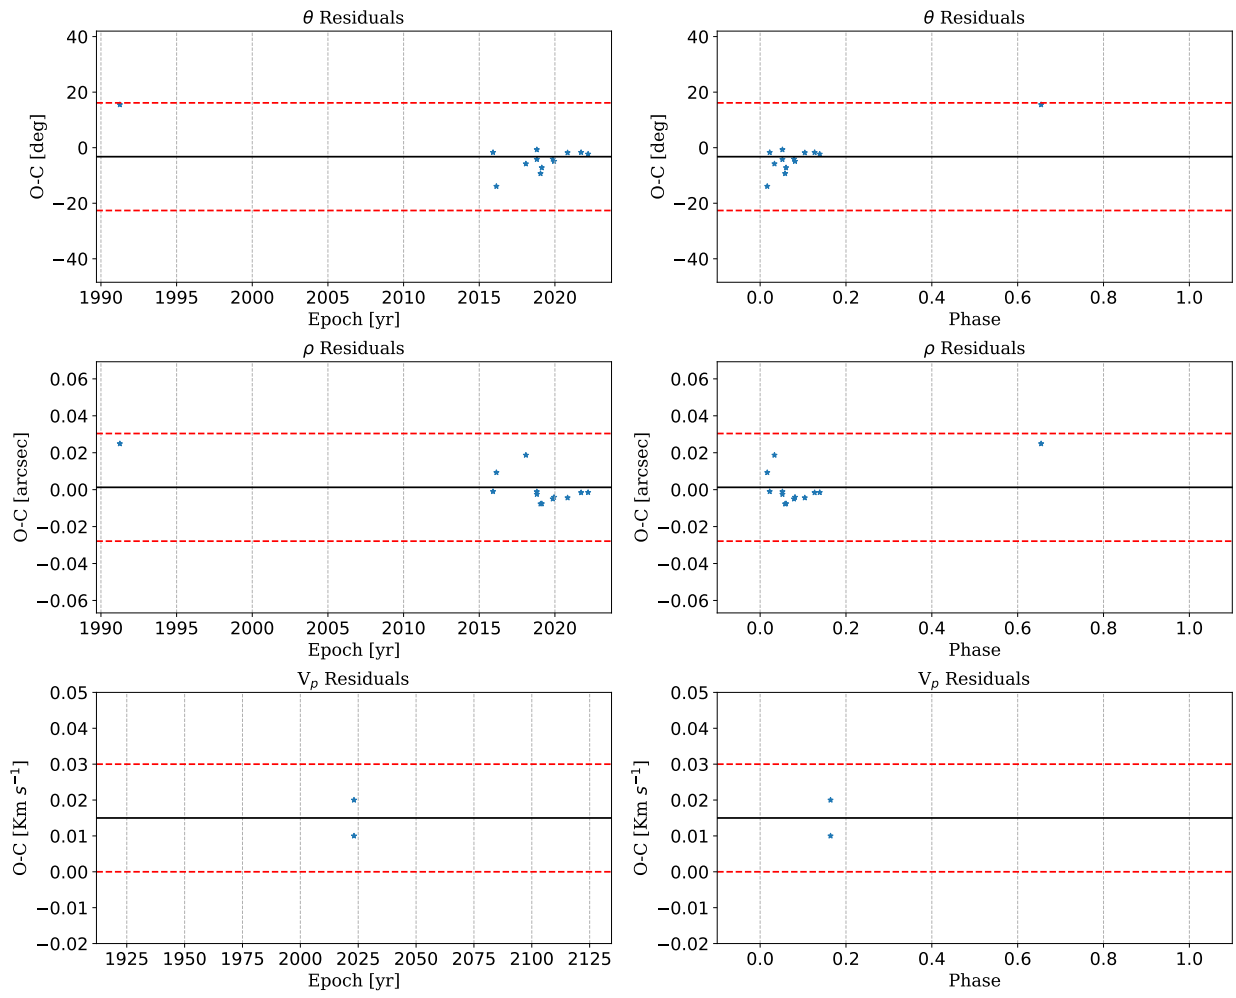 θ Residuals
40
20
0
−20
−40
O-C [deg]
1990 1995 2000 2005 2010 2015 2020
Epoch [yr]
θ Residuals
40
20
0
−20
−40
O-C [deg]
0.0 0.2 0.4 0.6 0.8 1.0
Phase
ρ Residuals
0.06
0.04
0.02
0.00
−0.02
−0.04
−0.06
O-C [arcsec]
1990 1995 2000 2005 2010 2015 2020
Epoch [yr]
ρ Residuals
0.06
0.04
0.02
0.00
−0.02
−0.04
−0.06
O-C [arcsec]
0.0 0.2 0.4 0.6 0.8 1.0
Phase
Vₚ Residuals
0.05
0.04
0.03
0.02
0.01
0.00
−0.01
−0.02
O-C [Km s⁻¹]
1925 1950 1975 2000 2025 2050 2075 2100 2125
Epoch [yr]
Vₚ Residuals
0.05
0.04
0.03
0.02
0.01
0.00
−0.01
−0.02
O-C [Km s⁻¹]
0.0 0.2 0.4 0.6 0.8 1.0
Phase